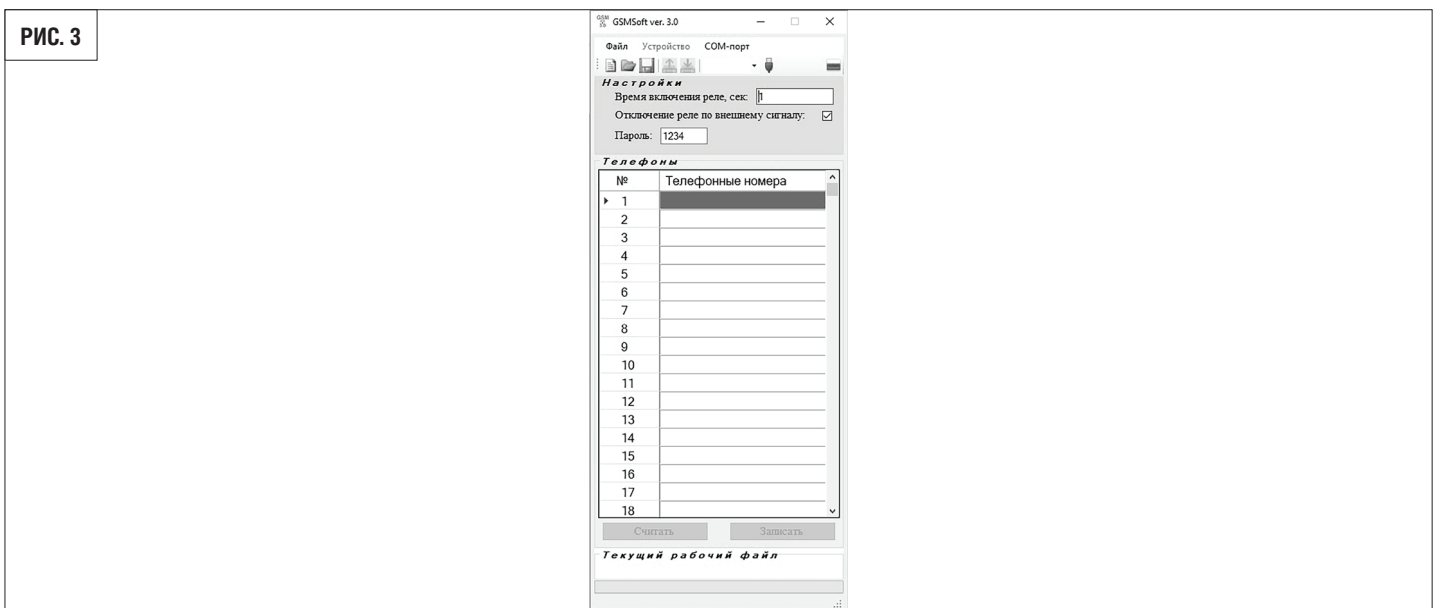 РИС. 3
GSMSoft ver. 3.0
Файл Устройство COM-порт
Настройки
Время включения реле, сек: 1
Отключение реле по внешнему сигналу:
Пароль: 1234
Телефоны
№ Телефонные номера
1
2
3
4
5
6
7
8
9
10
11
12
13
14
15
16
17
18
Считать Записать
Текущий рабочий файл